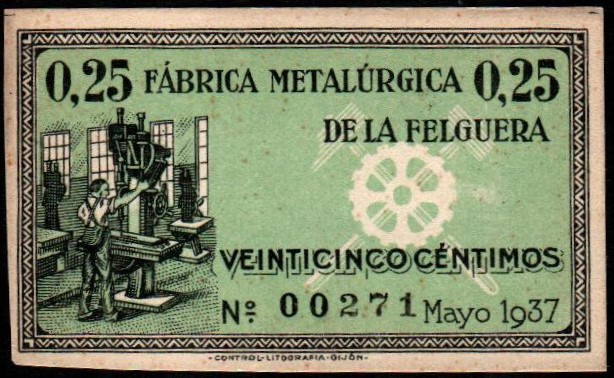 0,25 FÁBRICA METALÚRGICA 0,25
DE LA FELGUERA
VEINTICINCO CÉNTIMOS
Nº 00271 Mayo 1937
-CONTROL-LITOGRAFIA-GIJÓN-